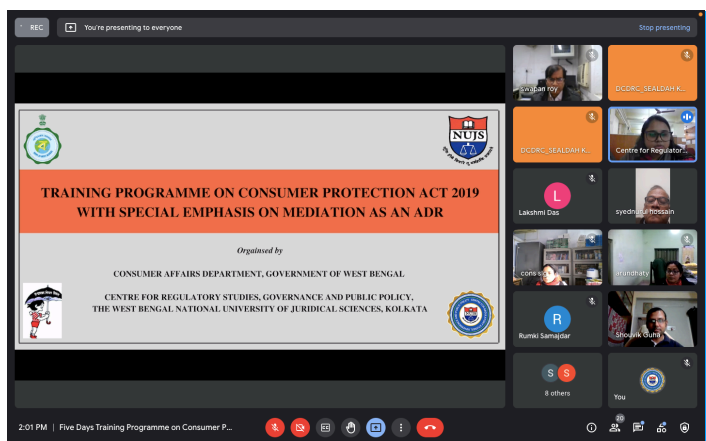 REC
You're presenting to everyone
Stop presenting
NUJS
TRAINING PROGRAMME ON CONSUMER PROTECTION ACT 2019
WITH SPECIAL EMPHASIS ON MEDIATION AS AN ADR
Orgainsed by
CONSUMER AFFAIRS DEPARTMENT, GOVERNMENT OF WEST BENGAL
CENTRE FOR REGULATORY STUDIES, GOVERNANCE AND PUBLIC POLICY,
THE WEST BENGAL NATIONAL UNIVERSITY OF JURIDICAL SCIENCES, KOLKATA
swapan roy
DCDRC_SEALDAH K...
DCDRC_SEALDAH K...
Centre for Regulator...
L
Lakshmi Das
syednurul hossain
cons
arundhaty
R
Rumki Samajdar
Shouvik Guha
S S
8 others
You
2:01 PM | Five Days Training Programme on Consumer P...
20